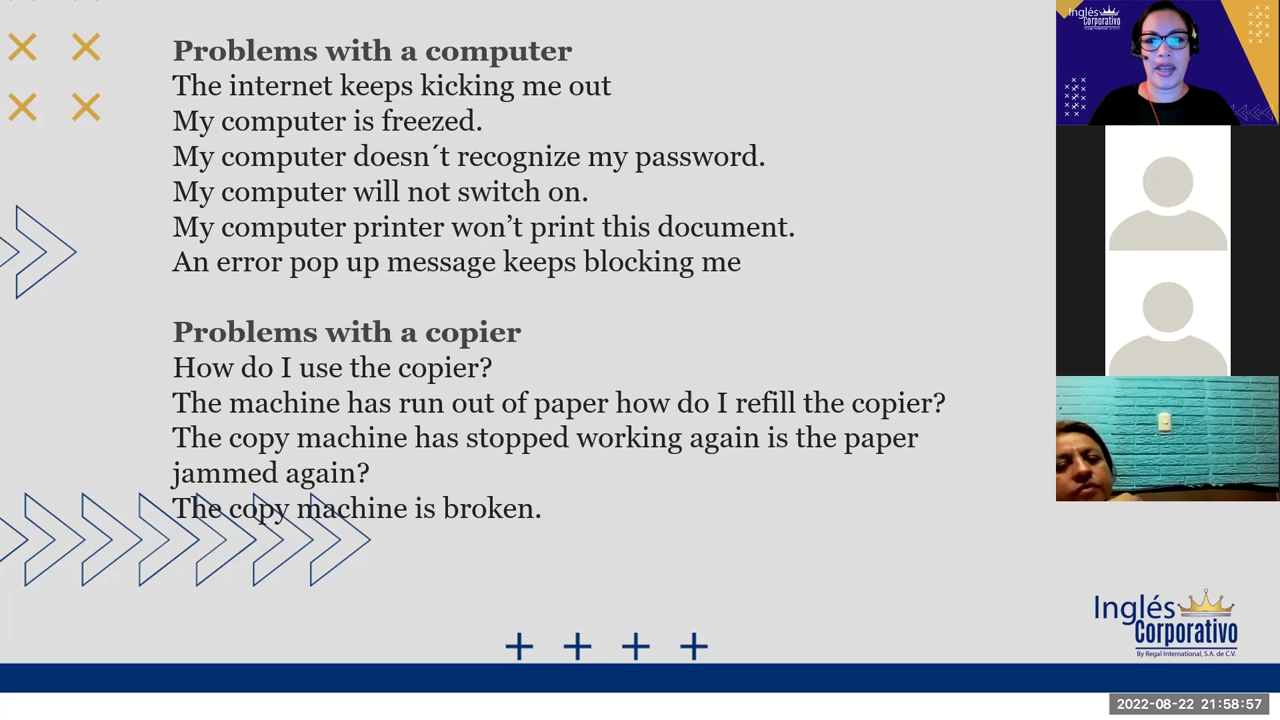 Problems with a computer
The internet keeps kicking me out
My computer is freezed.
My computer doesn´t recognize my password.
My computer will not switch on.
My computer printer won’t print this document.
An error pop up message keeps blocking me
Problems with a copier
How do I use the copier?
The machine has run out of paper how do I refill the copier?
The copy machine has stopped working again is the paper
jammed again?
The copy machine is broken.
Inglés
Corporativo
Inglés
Corporativo
By Regal International, S.A. de C.V.
2022-08-22 21:58:57